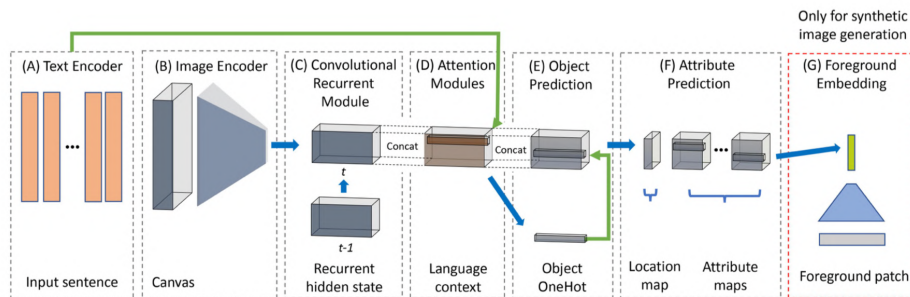 Only for synthetic
image generation
(A) Text Encoder
(B) Image Encoder
(C) Convolutional
Recurrent
Module
(D) Attention
Modules
(E) Object
Prediction
(F) Attribute
Prediction
(G) Foreground
Embedding
Concat
Concat
t
t-1
Input sentence
Canvas
Recurrent
hidden state
Language
context
Object
OneHot
Location
map
Attribute
maps
Foreground patch